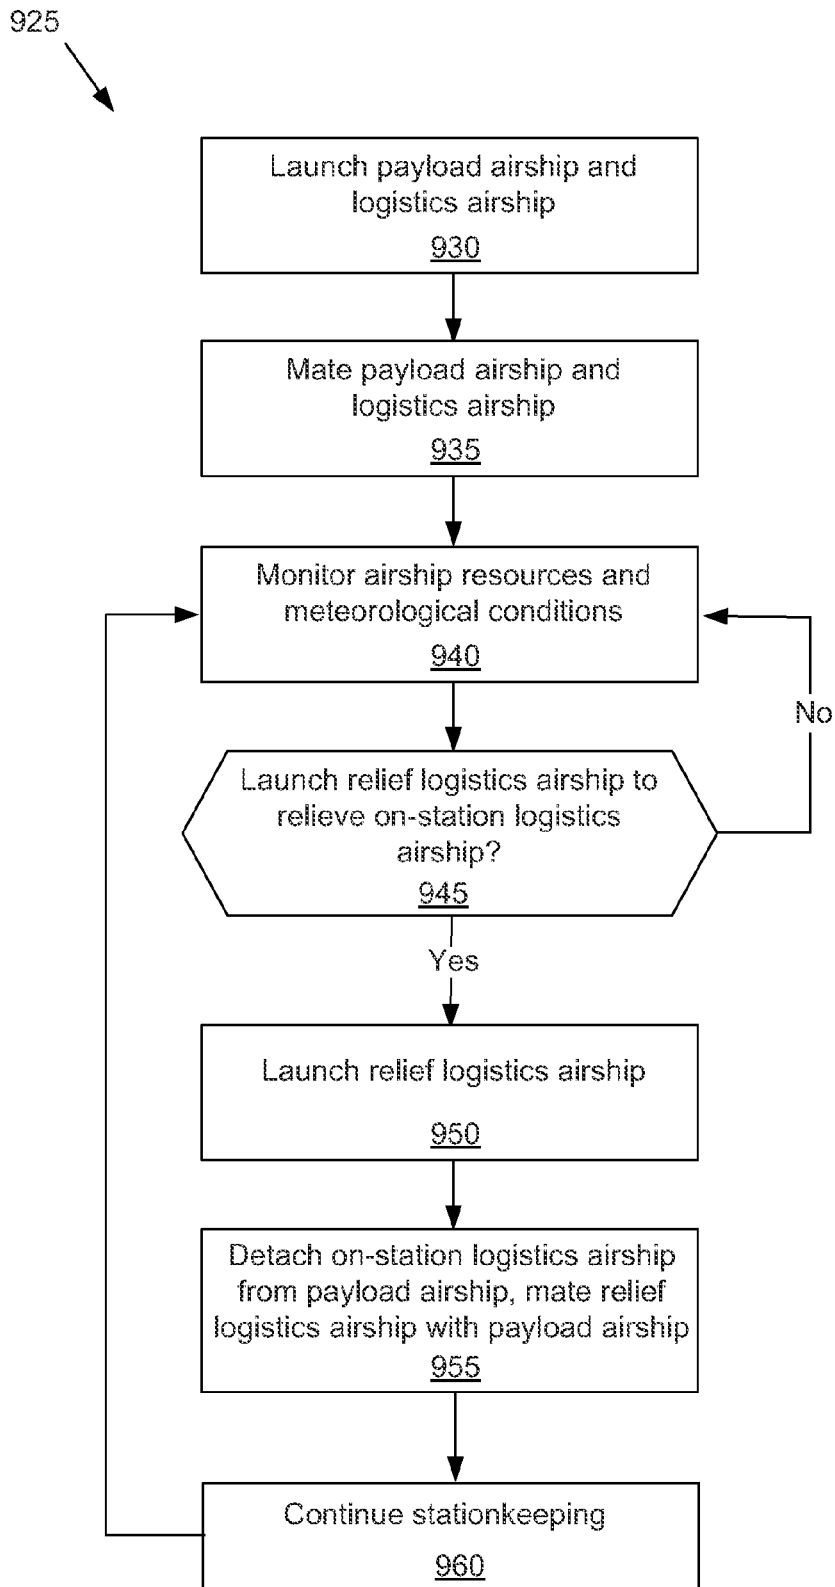 925
Launch payload airship and
logistics airship
930
Mate payload airship and
logistics airship
935
Monitor airship resources and
meteorological conditions
940
No
Launch relief logistics airship to
relieve on-station logistics
airship?
945
Yes
Launch relief logistics airship
950
Detach on-station logistics airship
from payload airship, mate relief
logistics airship with payload airship
955
Continue stationkeeping
960